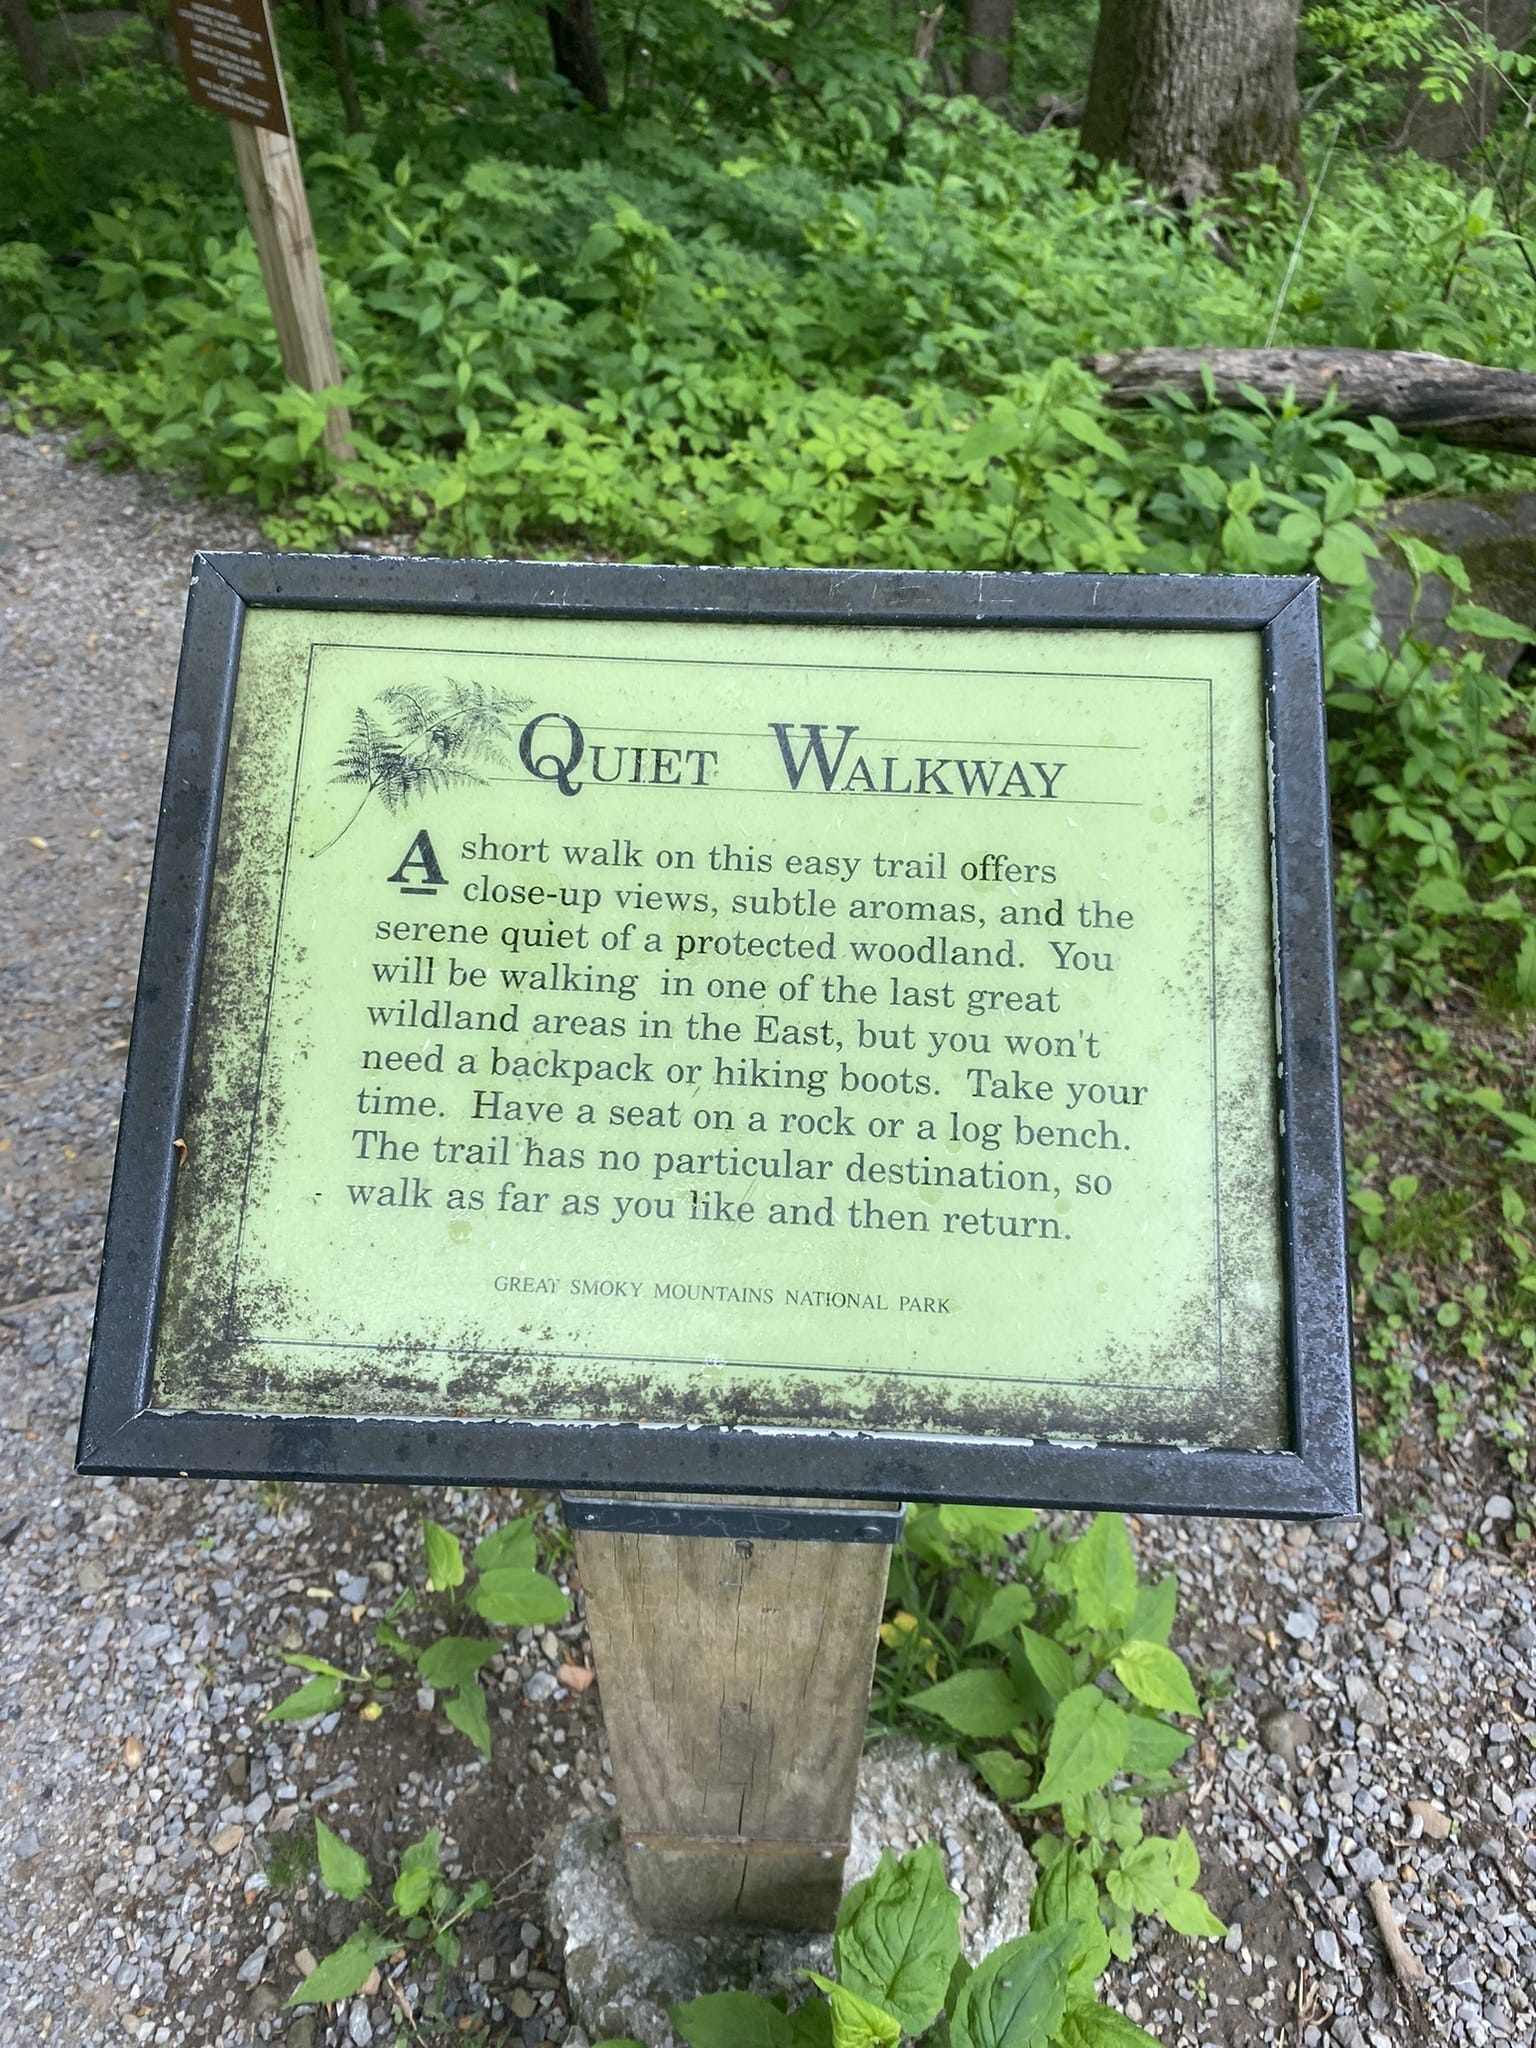 QUIET WALKWAY
A short walk on this easy trail offers
close-up views, subtle aromas, and the
serene quiet of a protected woodland. You
will be walking in one of the last great
wildland areas in the East, but you won't
need a backpack or hiking boots. Take your
time. Have a seat on a rock or a log bench.
The trail has no particular destination, so
walk as far as you like and then return.
GREAT SMOKY MOUNTAINS NATIONAL PARK